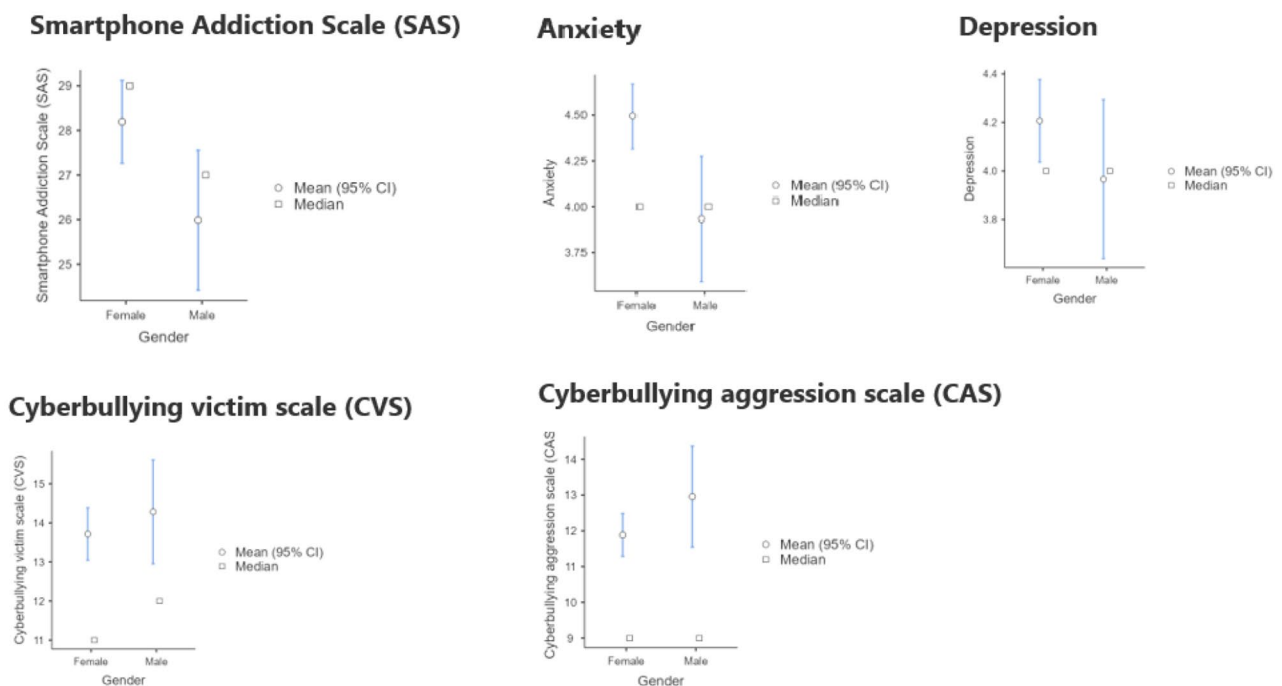 Smartphone Addiction Scale (SAS)
Smartphone Addiction Scale (SAS)
29
28
27
26
25
Female
Male
Gender
Mean (95% CI)
Median
Anxiety
Anxiety
4.50
4.25
4.00
3.75
Female
Male
Gender
Mean (95% CI)
Median
Depression
Depression
4.4
4.2
4.0
3.8
Female
Male
Gender
Mean (95% CI)
Median
Cyberbullying victim scale (CVS)
Cyberbullying victim scale (CVS)
15
14
13
12
11
Female
Male
Gender
Mean (95% CI)
Median
Cyberbullying aggression scale (CAS)
Cyberbullying aggression scale (CAS
14
13
12
11
10
9
Female
Male
Gender
Mean (95% CI)
Median